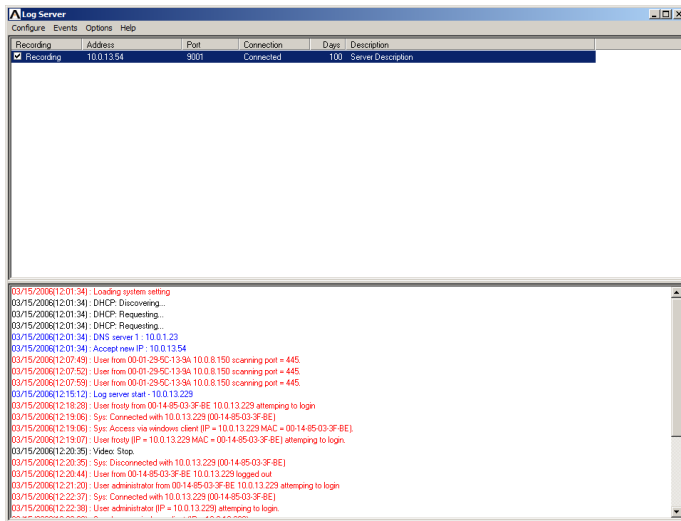 Log Server
Configure Events Options Help
Recording Address Port Connection Days Description
Recording 10.0.13.54 9001 Connected 100 Server Description
03/15/2006(12:01:34) : Loading system setting
03/15/2006(12:01:34) : DHCP: Discovering...
03/15/2006(12:01:34) : DHCP: Requesting...
03/15/2006(12:01:34) : DHCP: Requesting...
03/15/2006(12:01:34) : DNS server 1 : 10.0.1.23
03/15/2006(12:01:34) : Accept new IP : 10.0.13.54
03/15/2006(12:07:49) : User from 00-01-29-5C-13-9A 10.0.8.150 scanning port = 445.
03/15/2006(12:07:52) : User from 00-01-29-5C-13-9A 10.0.8.150 scanning port = 445.
03/15/2006(12:07:59) : User from 00-01-29-5C-13-9A 10.0.8.150 scanning port = 445.
03/15/2006(12:15:12) : Log server start - 10.0.13.229
03/15/2006(12:18:28) : User frosty from 00-14-85-03-3F-BE 10.0.13.229 attemping to login
03/15/2006(12:19:06) : Sys: Connected with 10.0.13.229 (00-14-85-03-3F-BE)
03/15/2006(12:19:06) : Sys: Access via windows client (IP = 10.0.13.229 MAC = 00-14-85-03-3F-BE).
03/15/2006(12:19:07) : User frosty (IP = 10.0.13.229 MAC = 00-14-85-03-3F-BE) attemping to login.
03/15/2006(12:20:35) : Video: Stop.
03/15/2006(12:20:35) : Sys: Disconnected with 10.0.13.229 (00-14-85-03-3F-BE)
03/15/2006(12:20:44) : User from 00-14-85-03-3F-BE 10.0.13.229 logged out
03/15/2006(12:21:20) : User administrator from 00-14-85-03-3F-BE 10.0.13.229 attemping to login
03/15/2006(12:22:37) : Sys: Connected with 10.0.13.229 (00-14-85-03-3F-BE)
03/15/2006(12:22:38) : User administrator (IP = 10.0.13.229) attemping to login.